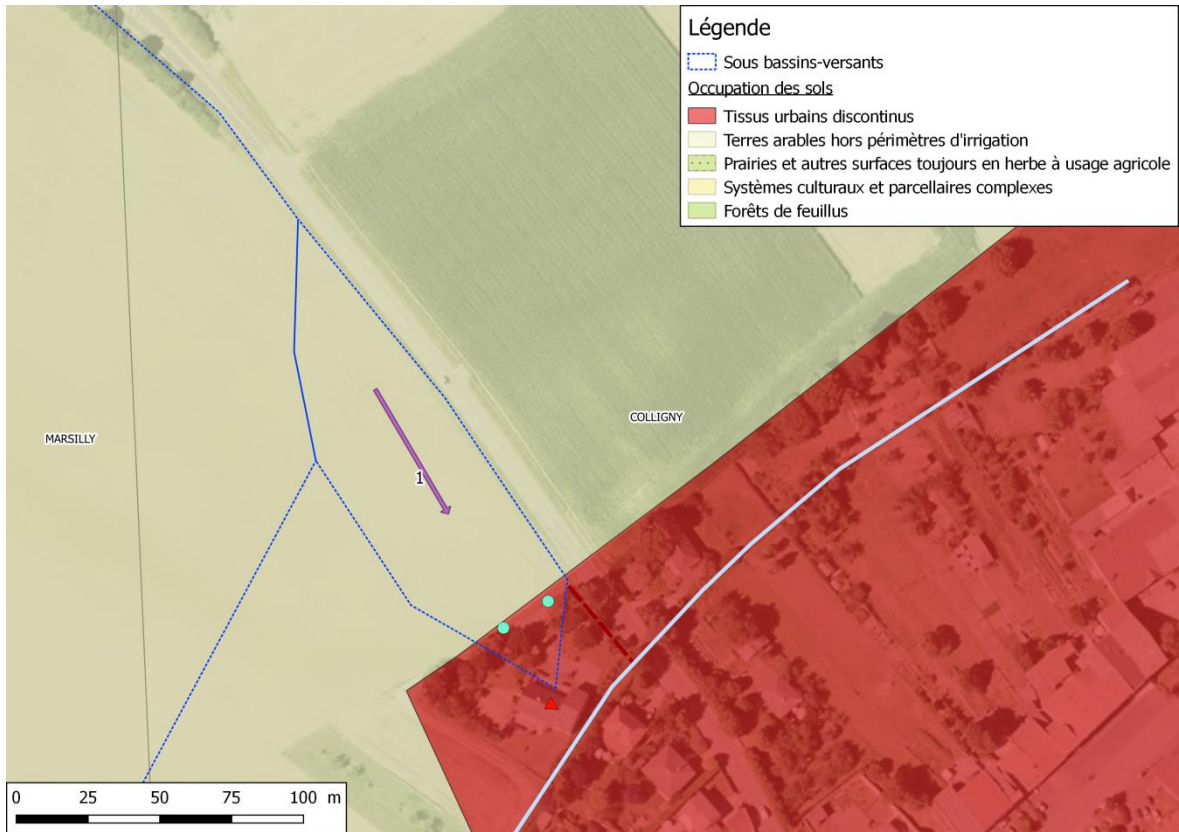 Légende
Sous bassins-versants
Occupation des sols
Tissus urbains discontinus
Terres arables hors périmètres d'irrigation
Prairies et autres surfaces toujours en herbe à usage agricole
Systèmes culturaux et parcellaires complexes
Forêts de feuillus
COLLIGNY
MARSILLY
1
0 25 50 75 100 m